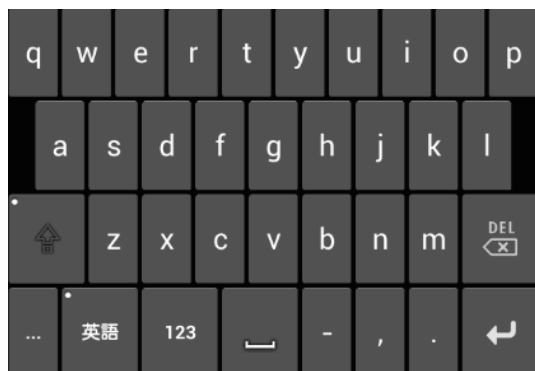 q w e r t y u i o p
a s d f g h j k l
z x c v b n m DEL
... 英語 123 - , .